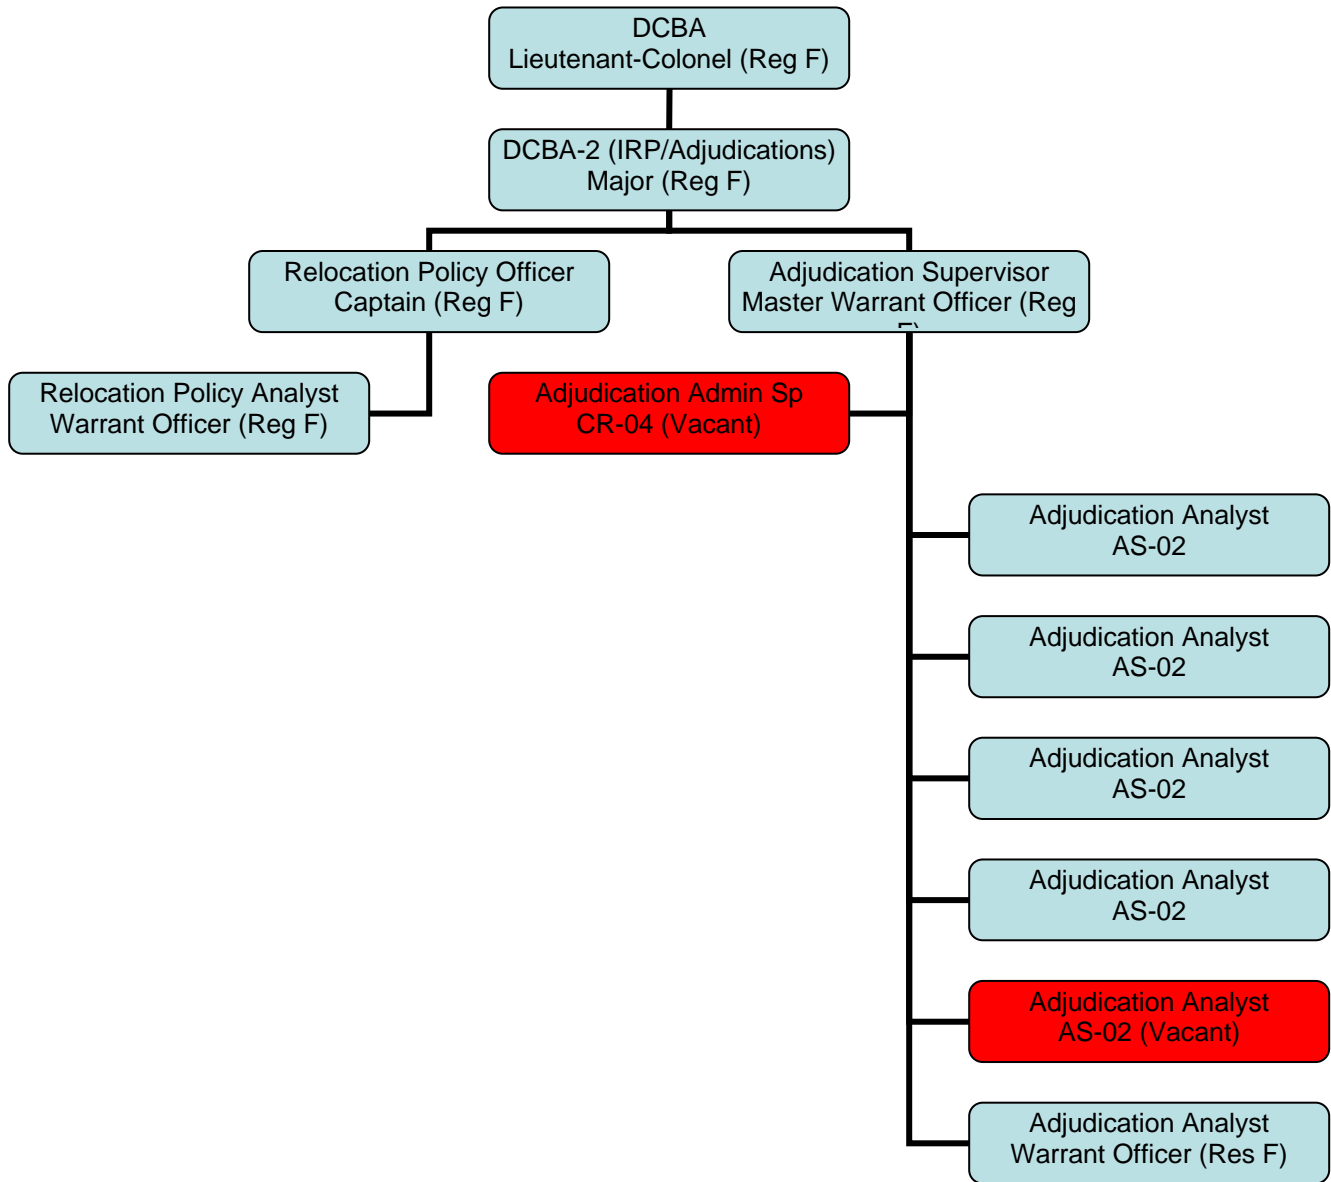 DCBA
Lieutenant-Colonel (Reg F)
DCBA-2 (IRP/Adjudications)
Major (Reg F)
Relocation Policy Officer
Captain (Reg F)
Adjudication Supervisor
Master Warrant Officer (Reg
Relocation Policy Analyst
Warrant Officer (Reg F)
Adjudication Admin Sp
CR-04 (Vacant)
Adjudication Analyst
AS-02
Adjudication Analyst
AS-02
Adjudication Analyst
AS-02
Adjudication Analyst
AS-02
Adjudication Analyst
AS-02 (Vacant)
Adjudication Analyst
Warrant Officer (Res F)